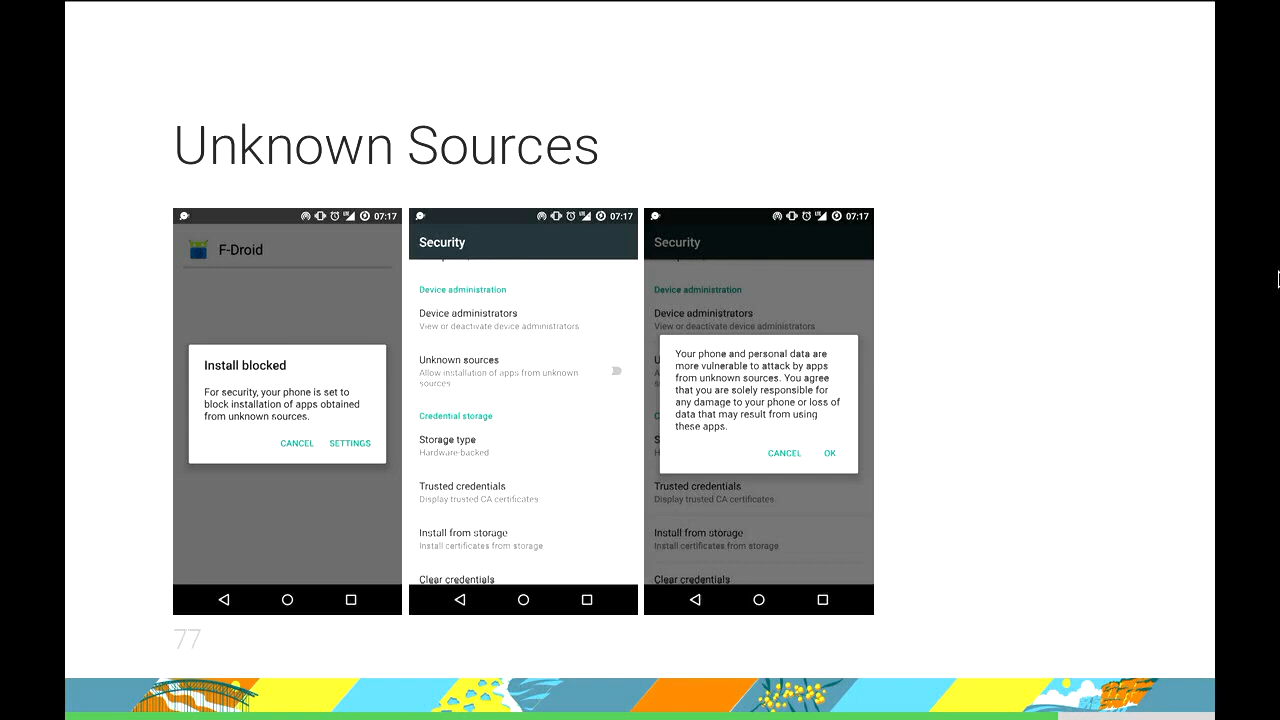 Unknown Sources
07:17
F-Droid
Install blocked
For security, your phone is set to
block installation of apps obtained
from unknown sources.
CANCEL SETTINGS
07:17
Security
Device administration
Device administrators
View or deactivate device administrators
Unknown sources
Allow installation of apps from unknown
sources
Credential storage
Storage type
Hardware-backed
Trusted credentials
Display trusted CA certificates
Install from storage
Install certificates from storage
Clear credentials
07:17
Security
Device administration
Device administrators
View or deactivate device administrators
Your phone and personal data are
more vulnerable to attack by apps
from unknown sources. You agree
that you are solely responsible for
any damage to your phone or loss of
data that may result from using
these apps.
CANCEL OK
Trusted credentials
Display trusted CA certificates
Install from storage
Install certificates from storage
Clear credentials
77